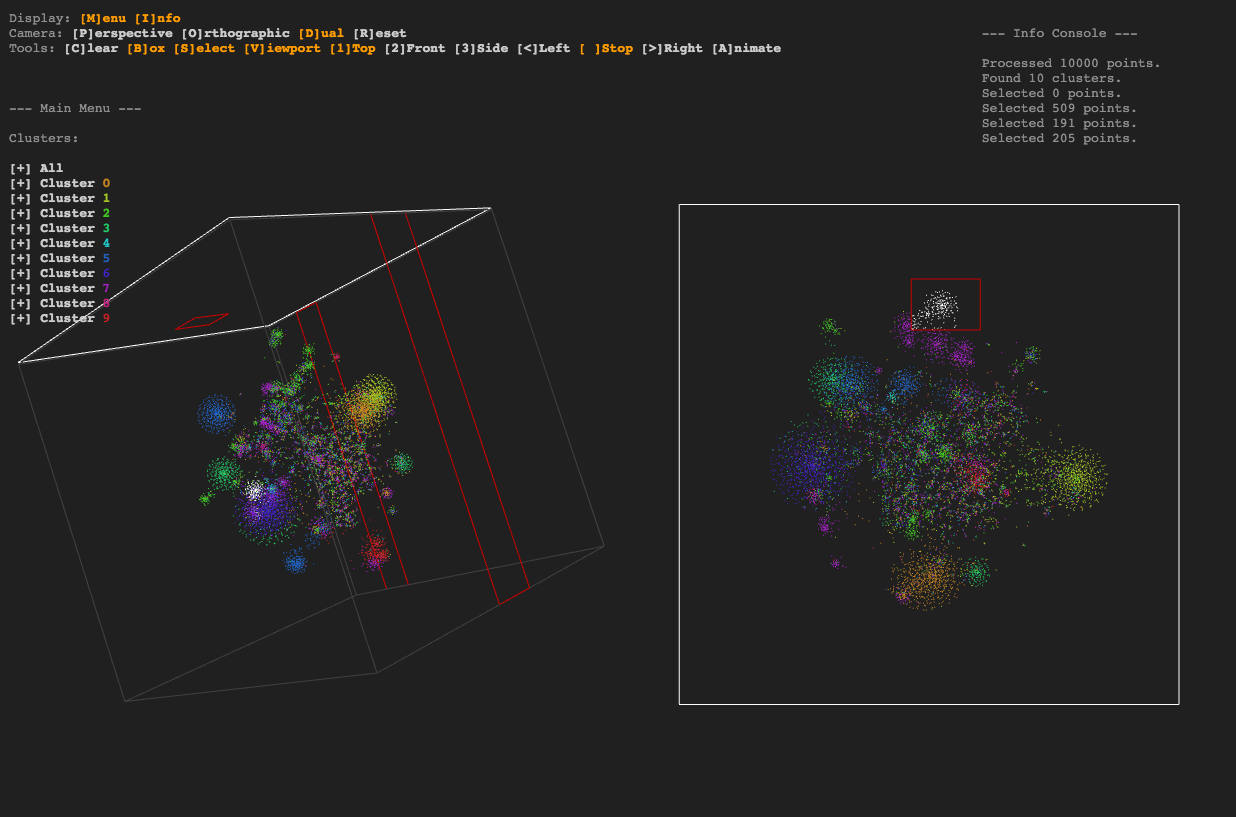 Display: [M]enu [I]nfo
Camera: [P]erspective [O]rthographic [D]ual [R]eset
Tools: [C]lear [B]ox [S]elect [V]iewport [1]Top [2]Front [3]Side [<]Left [ ]Stop [>]Right [A]nimate
--- Main Menu ---
Clusters:
[+] All
[+] Cluster 0
[+] Cluster 1
[+] Cluster 2
[+] Cluster 3
[+] Cluster 4
[+] Cluster 5
[+] Cluster 6
[+] Cluster 7
[+] Cluster 8
[+] Cluster 9
--- Info Console ---
Processed 10000 points.
Found 10 clusters.
Selected 0 points.
Selected 509 points.
Selected 191 points.
Selected 205 points.